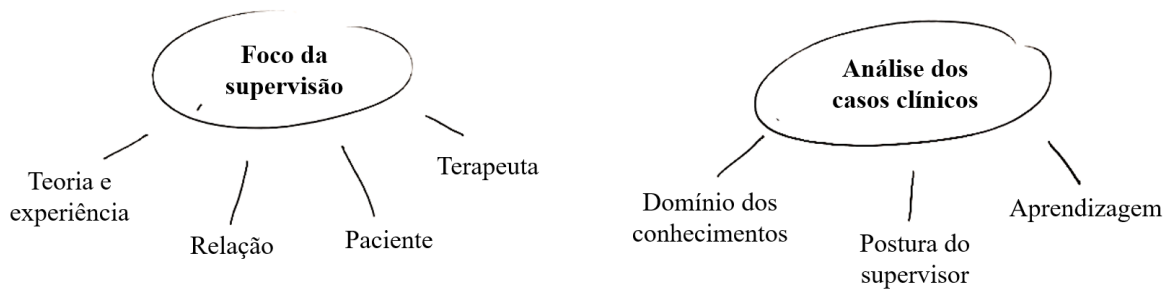 Foco da
supervisão
Teoria e
experiência
Relação
Paciente
Terapeuta
Análise dos
casos clínicos
Domínio dos
conhecimentos
Postura do
supervisor
Aprendizagem